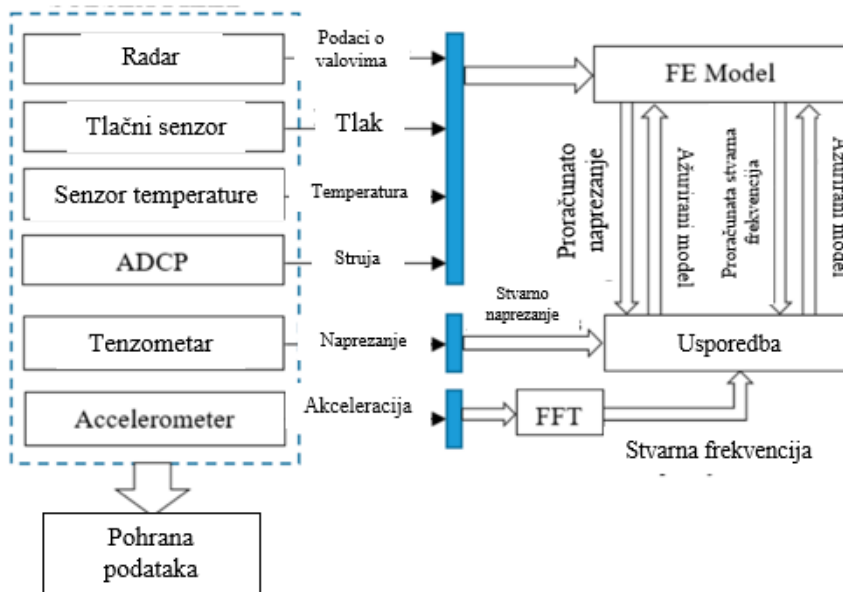 Radar
Podaci o
valovima
FE Model
Tlačni senzor
Tlak
Senzor temperature
Temperatura
ADCP
Struja
Proračunato
naprezanje
Ažurirani model
Proračunata stvarna
frekvencija
Ažurirani model
Tenzometar
Naprezanje
Stvarno
naprezanje
Usporedba
Accelerometer
Akceleracija
FFT
Stvarna frekvencija
Pohrana
podataka